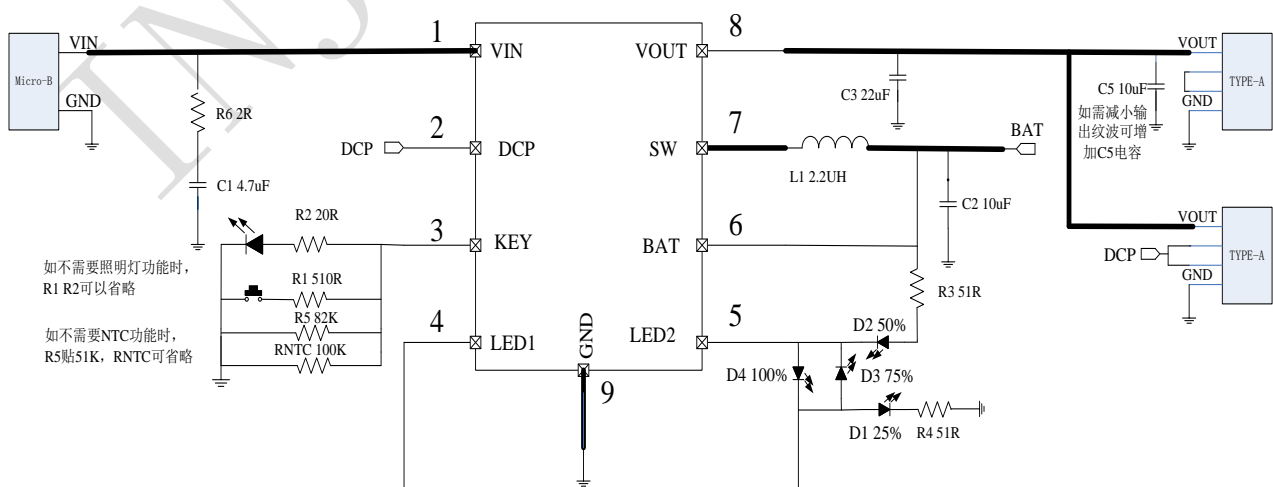 INJ
Micro-B
VIN
GND
R6 2R
C1 4.7uF
DCP
R2 20R
R1 510R
R5 82K
RNTC 100K
如不需要照明灯功能时，
R1 R2可以省略
如不需要NTC功能时，
R5贴51K，RNTC可省略
1
VIN
2
DCP
3
KEY
4
LED1
GND
9
8
VOUT
7
SW
6
BAT
5
LED2
C3 22uF
L1 2.2UH
BAT
C2 10uF
R3 51R
D2 50%
D4 100%
D3 75%
D1 25%
R4 51R
C5 10uF
如需减小输
出纹波可增
加C5电容
VOUT
GND
TYPE-A
VOUT
DCP
GND
TYPE-A